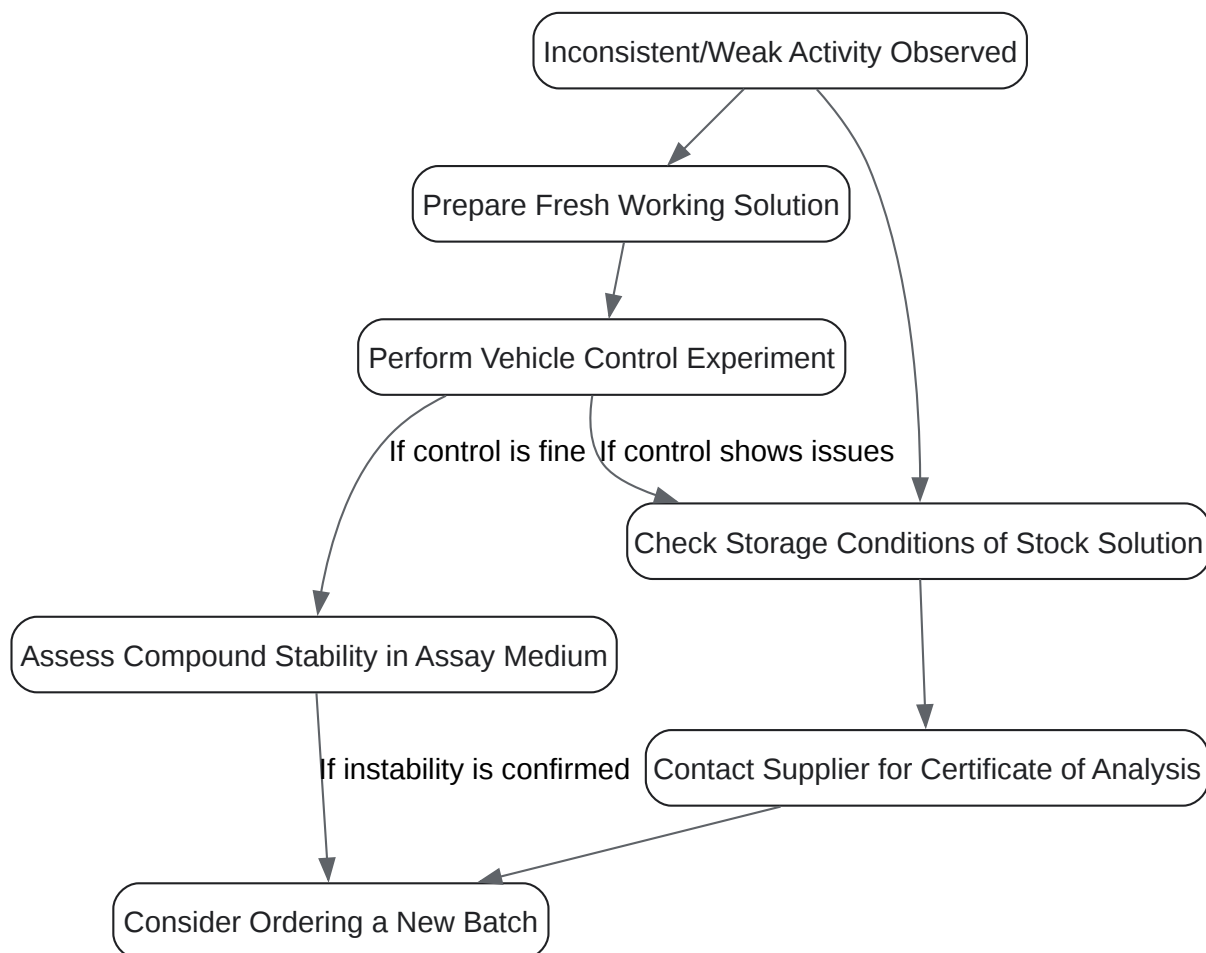 Inconsistent/Weak Activity Observed
Prepare Fresh Working Solution
Perform Vehicle Control Experiment
If control is fine
If control shows issues
Check Storage Conditions of Stock Solution
Assess Compound Stability in Assay Medium
If instability is confirmed
Contact Supplier for Certificate of Analysis
Consider Ordering a New Batch